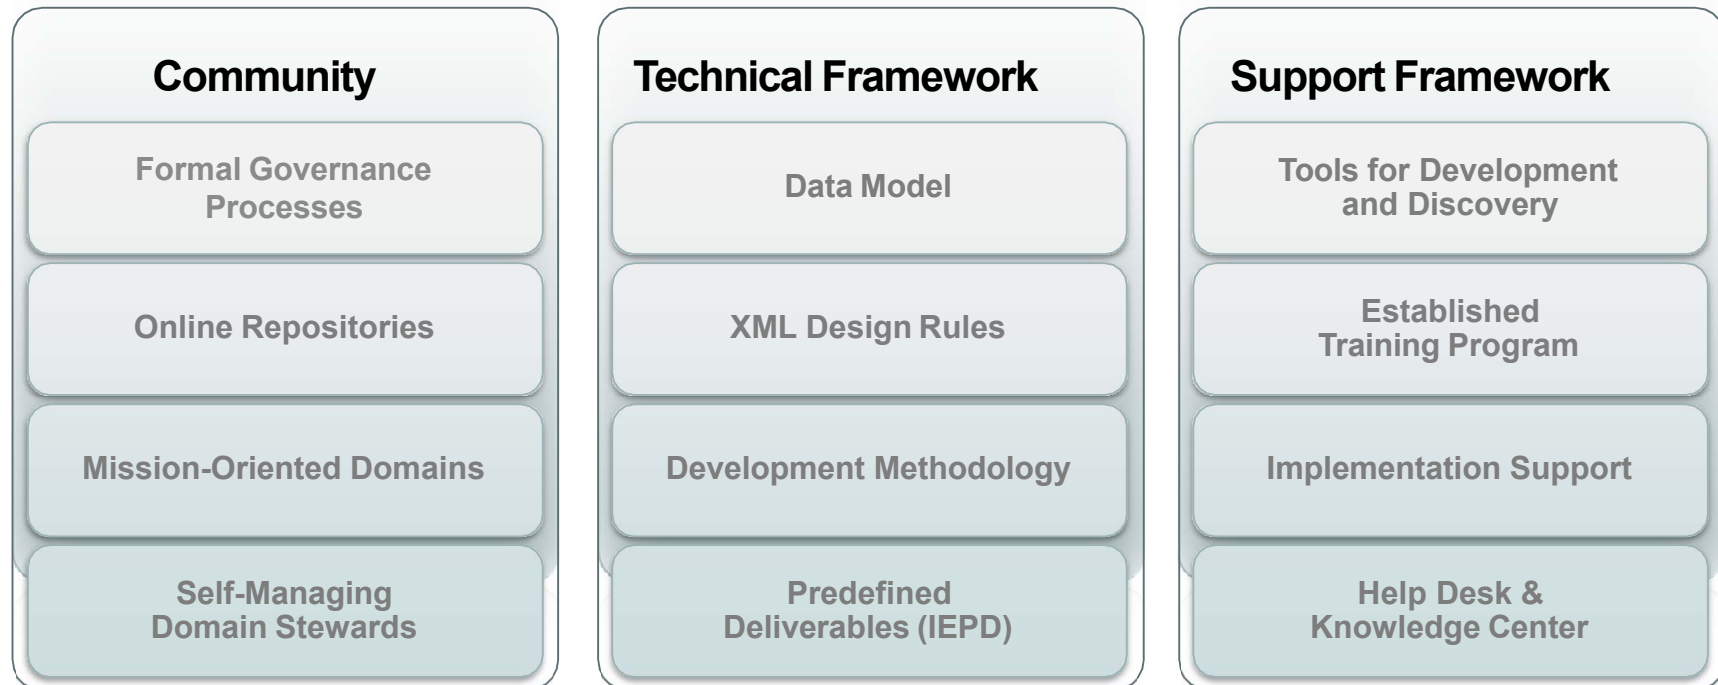 Community
Formal Governance
Processes
Online Repositories
Mission-Oriented Domains
Self-Managing
Domain Stewards
Technical Framework
Data Model
XML Design Rules
Development Methodology
Predefined
Deliverables (IEPD)
Support Framework
Tools for Development
and Discovery
Established
Training Program
Implementation Support
Help Desk &
Knowledge Center